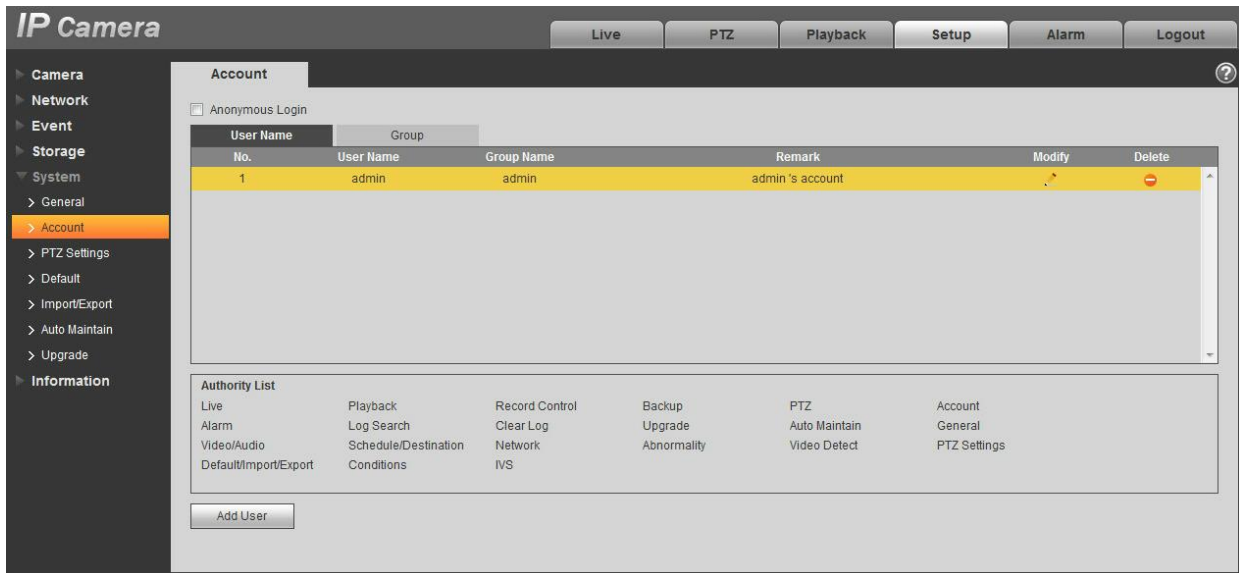 IP Camera
Live PTZ Playback Setup Alarm Logout
Camera
Network
Event
Storage
System
General
Account
PTZ Settings
Default
Import/Export
Auto Maintain
Upgrade
Information
Account
?
Anonymous Login
User Name Group
No. User Name Group Name Remark Modify Delete
1 admin admin admin 's account
Authority List
Live Playback Record Control Backup PTZ Account
Alarm Log Search Clear Log Upgrade Auto Maintain General
Video/Audio Schedule/Destination Network Abnormality Video Detect PTZ Settings
Default/Import/Export Conditions IVS
Add User